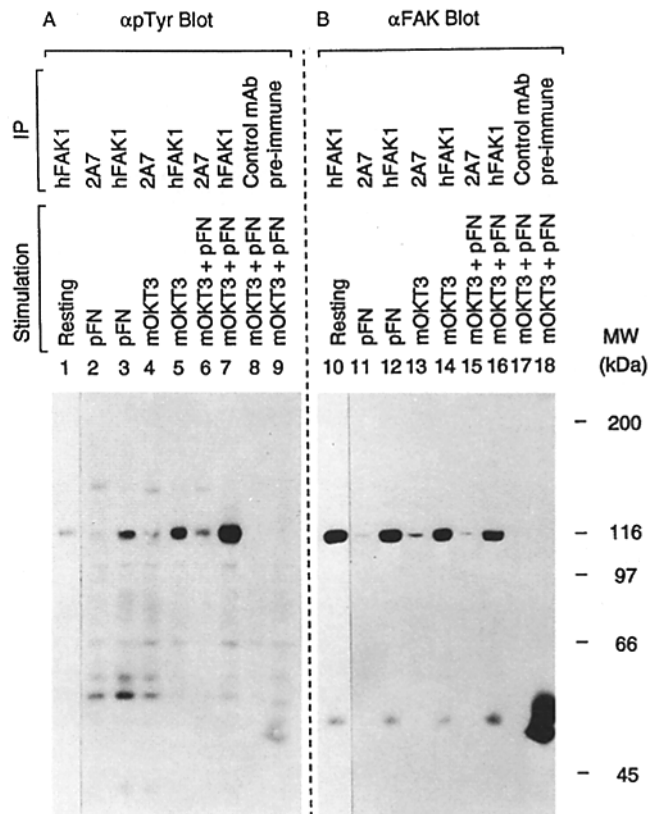 A αpTyr Blot
B αFAK Blot
IP
hFAK1
2A7
hFAK1
2A7
hFAK1
2A7
hFAK1
Control mAb
pre-immune
hFAK1
2A7
hFAK1
2A7
hFAK1
2A7
hFAK1
Control mAb
pre-immune
Stimulation
Resting
pFN
pFN
mOKT3
mOKT3
mOKT3 + pFN
mOKT3 + pFN
mOKT3 + pFN
mOKT3 + pFN
Resting
pFN
pFN
mOKT3
mOKT3
mOKT3 + pFN
mOKT3 + pFN
mOKT3 + pFN
mOKT3 + pFN
MW
(kDa)
1 2 3 4 5 6 7 8 9
10 11 12 13 14 15 16 17 18
– 200
– 116
– 97
– 66
– 45